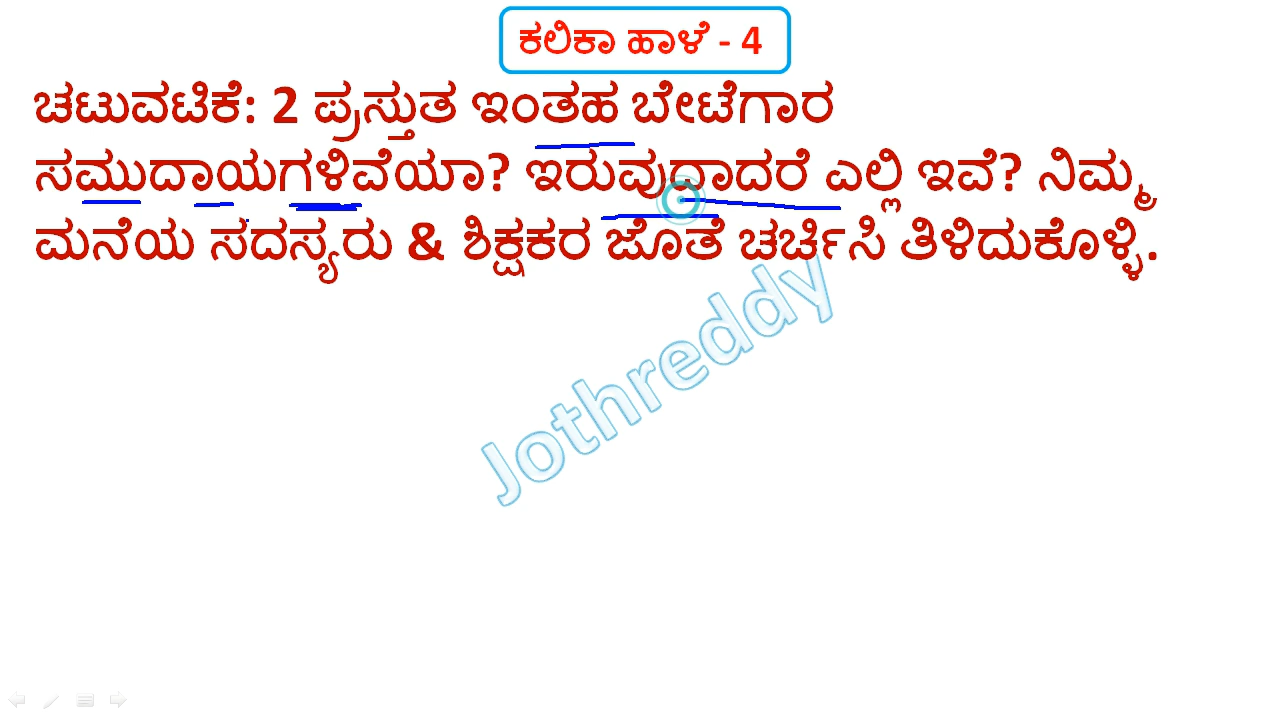 ಕಲಿಕಾ ಹಾಳೆ - 4
ಚಟುವಟಿಕೆ: 2 ಪ್ರಸ್ತುತ ಇಂತಹ ಬೇಟೆಗಾರ
ಸಮುದಾಯಗಳಿವೆಯಾ? ಇರುವುದಾದರೆ ಎಲ್ಲಿ ಇವೆ? ನಿಮ್ಮ
ಮನೆಯ ಸದಸ್ಯರು & ಶಿಕ್ಷಕರ ಜೊತೆ ಚರ್ಚಿಸಿ ತಿಳಿದುಕೊಳ್ಳಿ.
Jothreddy